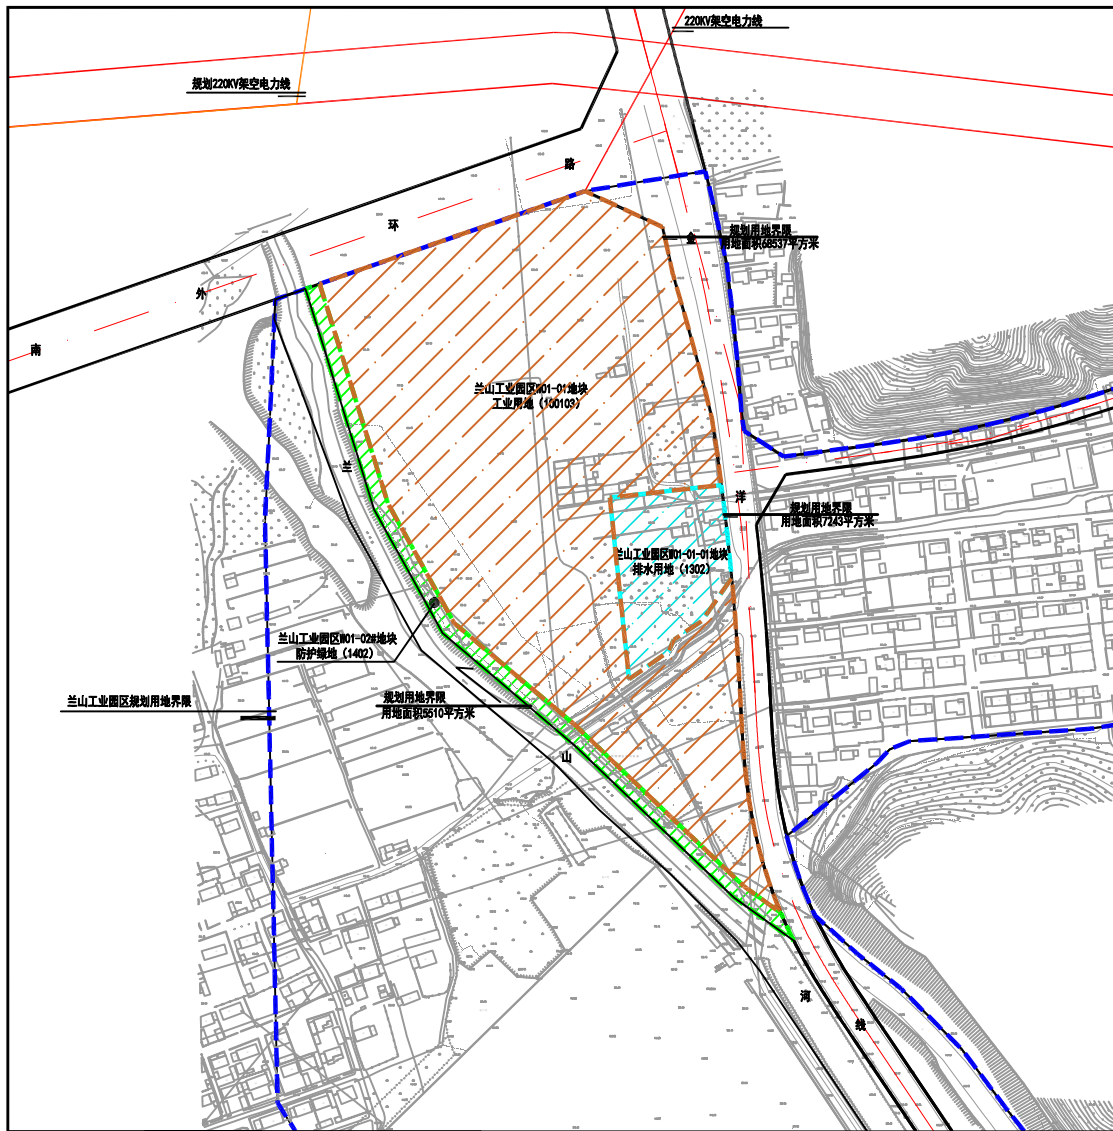 220KV架空电力线
规划220KV架空电力线
路
环
外
南
金
规划用地界限
用地面积68537平方米
兰山工业园区W01-01地块
工业用地（100103）
兰
洋
规划用地界限
用地面积7243平方米
兰山工业园区W01-01-01地块
排水用地（1302）
兰山工业园区W01-02#地块
防护绿地（1402）
兰山工业园区规划用地界限
规划用地界限
用地面积5510平方米
山
河
线